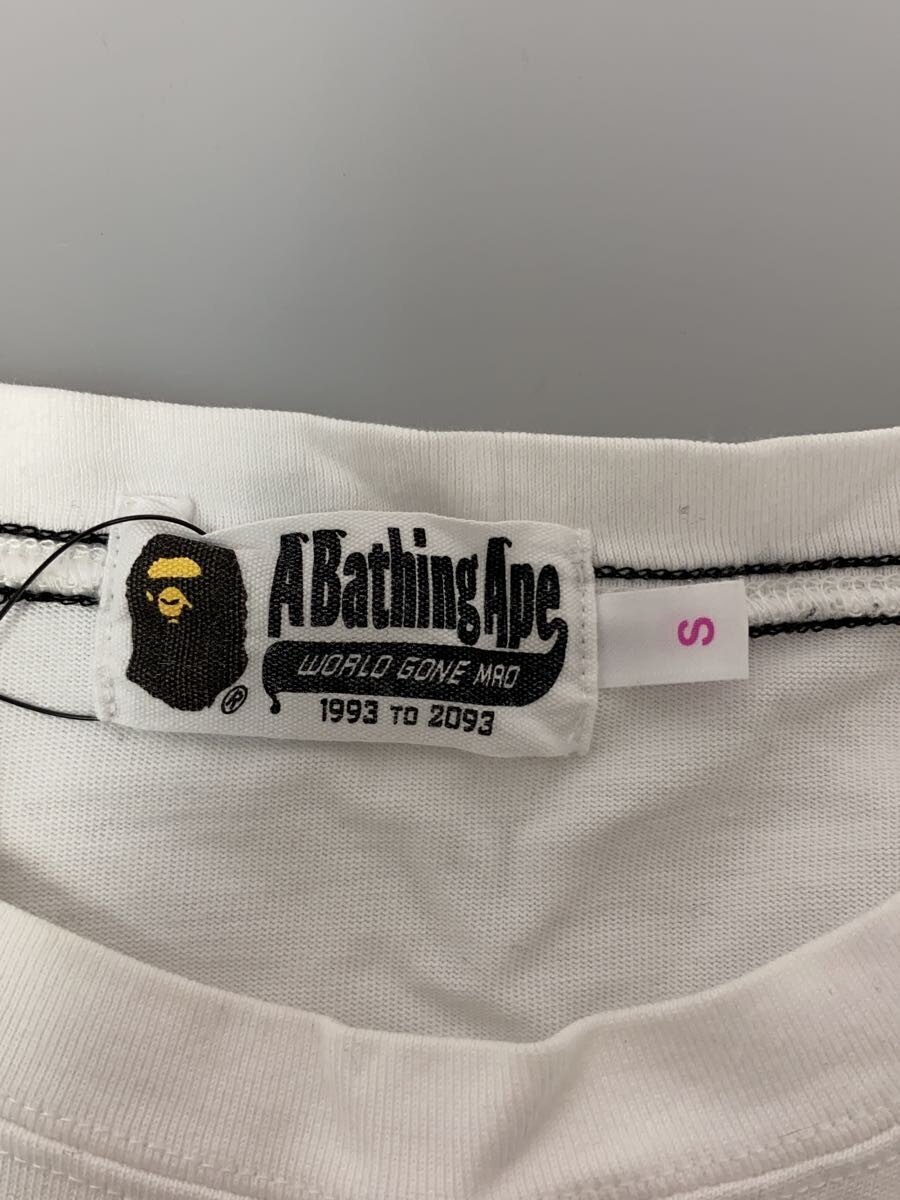 A Bathing Ape
WORLD GONE MAD
1993 TO 2093
®
S